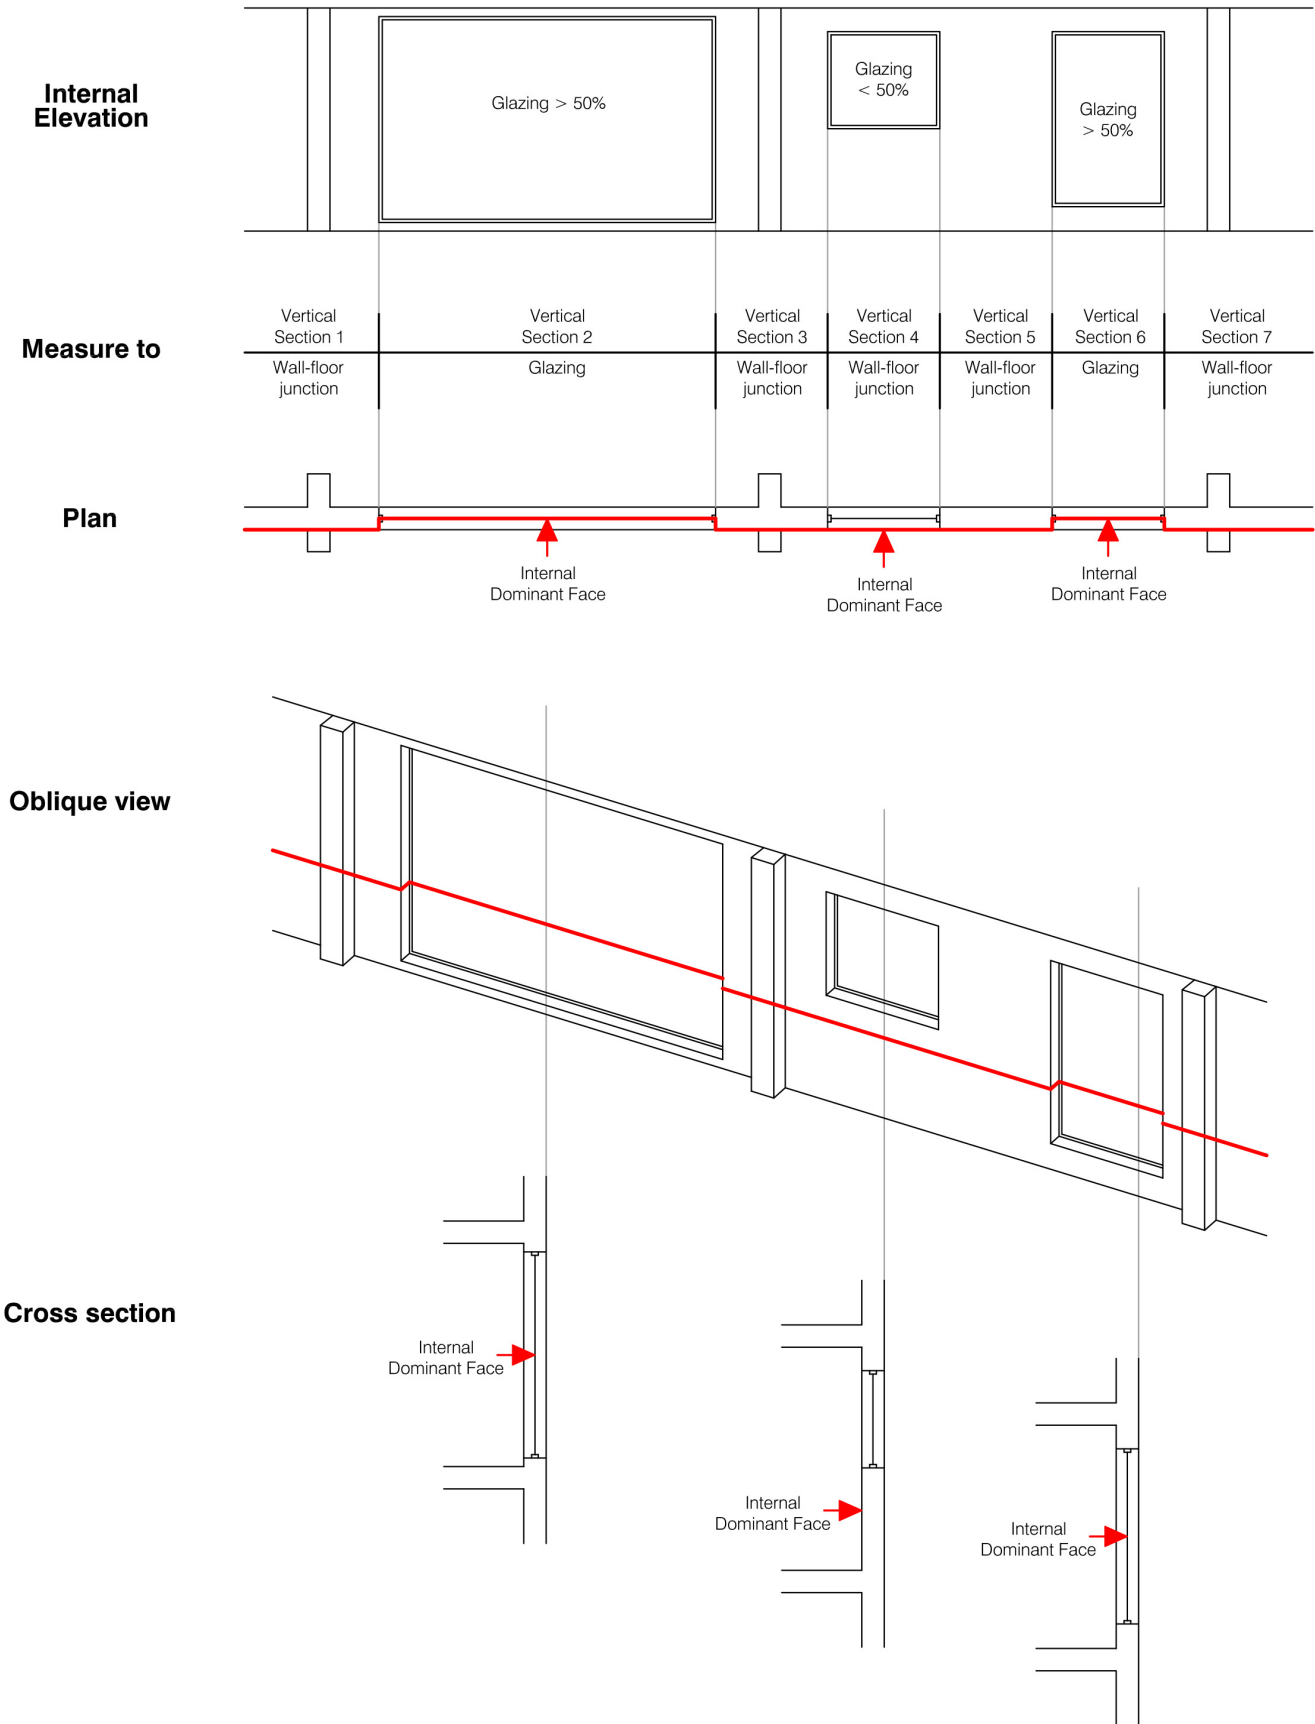 Internal
Elevation
Glazing > 50%
Glazing
< 50%
Glazing
> 50%
Measure to
Vertical
Section 1
Vertical
Section 2
Vertical
Section 3
Vertical
Section 4
Vertical
Section 5
Vertical
Section 6
Vertical
Section 7
Wall-floor
junction
Glazing
Wall-floor
junction
Wall-floor
junction
Wall-floor
junction
Glazing
Wall-floor
junction
Plan
Internal
Dominant Face
Internal
Dominant Face
Internal
Dominant Face
Oblique view
Cross section
Internal
Dominant Face
Internal
Dominant Face
Internal
Dominant Face